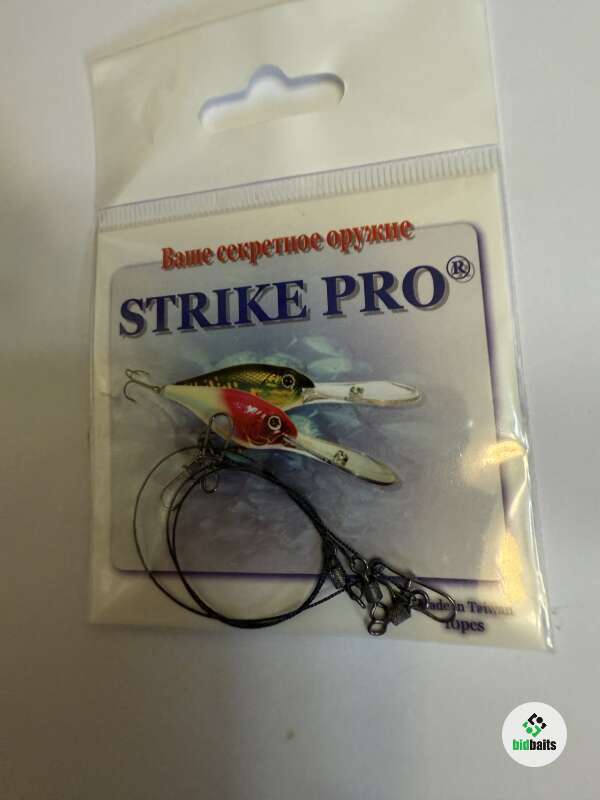 Ваше секретное оружие
STRIKE PRO®
Made in Taiwan
10pcs
bidbaits